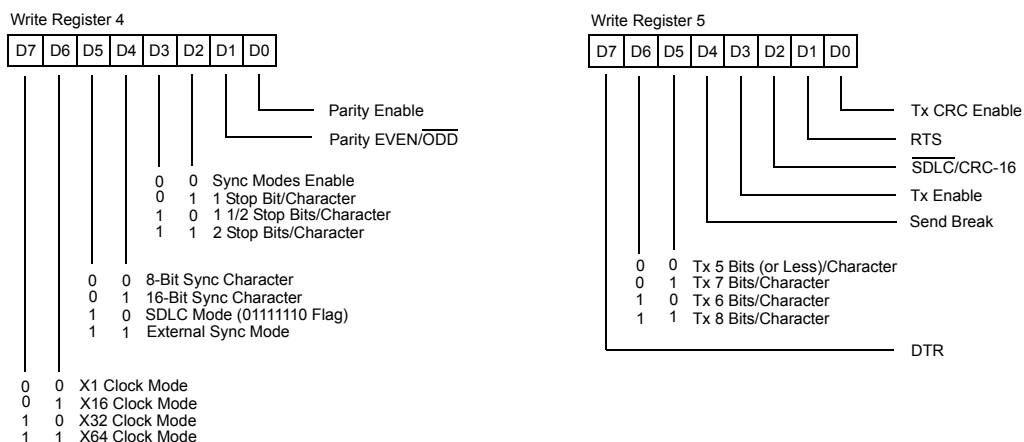 Write Register 4
D7 D6 D5 D4 D3 D2 D1 D0
Parity Enable
Parity EVEN/O̅D̅D̅
0 0 Sync Modes Enable
0 1 1 Stop Bit/Character
1 0 1 1/2 Stop Bits/Character
1 1 2 Stop Bits/Character
0 0 8-Bit Sync Character
0 1 16-Bit Sync Character
1 0 SDLC Mode (01111110 Flag)
1 1 External Sync Mode
0 0 X1 Clock Mode
0 1 X16 Clock Mode
1 0 X32 Clock Mode
1 1 X64 Clock Mode
Write Register 5
D7 D6 D5 D4 D3 D2 D1 D0
Tx CRC Enable
RTS
S̅D̅L̅C̅/CRC-16
Tx Enable
Send Break
0 0 Tx 5 Bits (or Less)/Character
0 1 Tx 7 Bits/Character
1 0 Tx 6 Bits/Character
1 1 Tx 8 Bits/Character
DTR